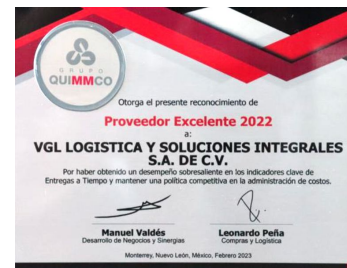 GRUPO
QUIMMCO
Otorga el presente reconocimiento de
Proveedor Excelente 2022
a:
VGL LOGISTICA Y SOLUCIONES INTEGRALES
S.A. DE C.V.
Por haber obtenido un desempeño sobresaliente en los indicadores clave de
Entregas a Tiempo y mantener una política competitiva en la administración de costos.
Manuel Valdés
Desarrollo de Negocios y Sinergias
Leonardo Peña
Compras y Logística
Monterrey, Nuevo León, México, Febrero 2023